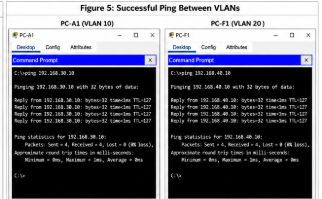 Figure 5: Successful Ping Between VLANs
PC-A1 (VLAN 10)
PC-A1
Desktop Config Attributes
Command Prompt X
C:\>ping 192.168.30.10
Pinging 192.168.30.10 with 32 bytes of data:
Reply from 192.168.30.10: bytes=32 time<1ms TTL=127
Reply from 192.168.30.10: bytes=32 time<1ms TTL=127
Reply from 192.168.30.10: bytes=32 time<1ms TTL=127
Reply from 192.168.30.10: bytes=32 time<1ms TTL=127
Ping statistics for 192.168.30.10:
Packets: Sent = 4, Received = 4, Lost = 0 (0% loss),
Approximate round trip times in milli-seconds:
Minimum = 0ms, Maximum = 1ms, Average = 0ms
C:\>
PC-F1 (VLAN 20 )
PC-F1
Desktop Config Attributes
Command Prompt X
C:\>ping 192.168.40.10
Pinging 192.168.40.10 with 32 bytes of data:
Reply from 192.168.40.10: bytes=32 time<1ms TTL=127
Reply from 192.168.40.10: bytes=32 time<1ms TTL=127
Reply from 192.168.40.10: bytes=32 time<1ms TTL=127
Reply from 192.168.40.10: bytes=32 time<1ms TTL=127
Ping statistics for 192.168.40.10:
Packets: Sent = 4, Received = 4, Lost = 0 (0% loss),
Approximate round trip times in milli-seconds:
Minimum = 0ms, Maximum = 0ms, Average = 0ms
C:\>